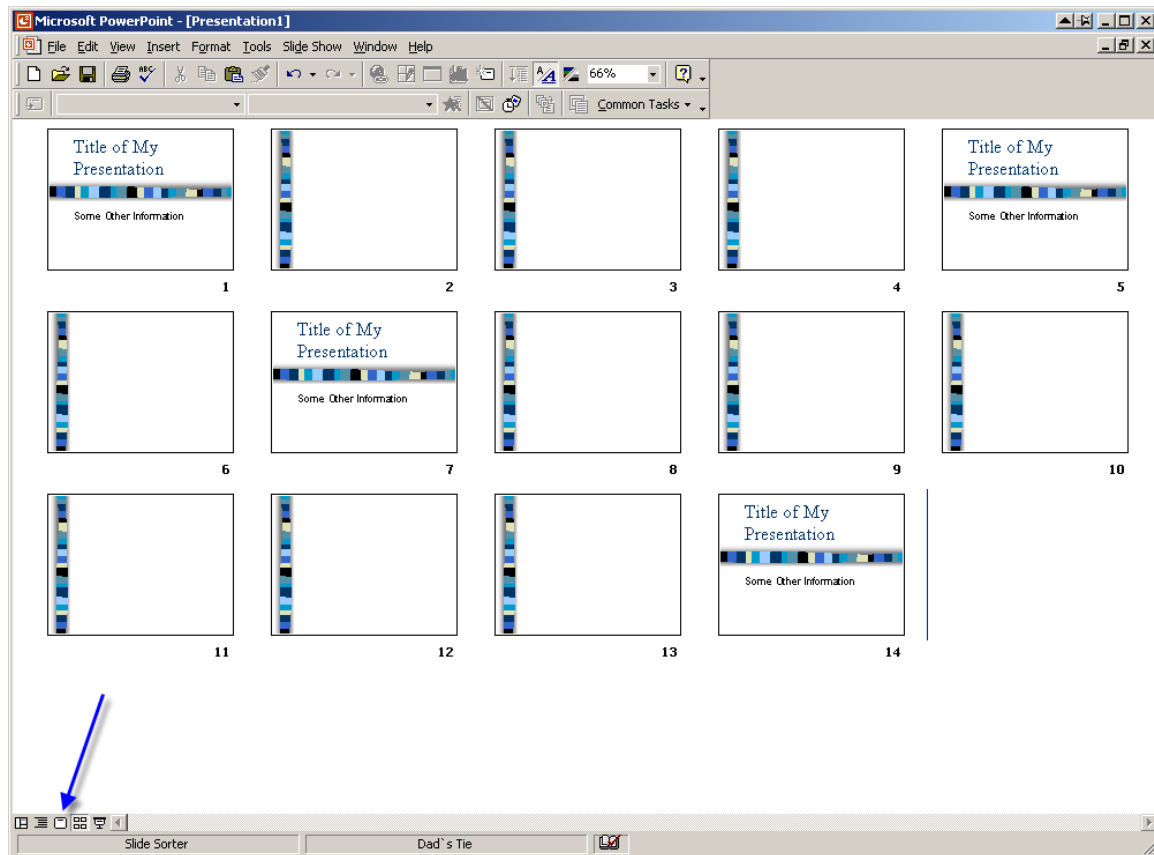 Microsoft PowerPoint - [Presentation1]
File Edit View Insert Format Tools Slide Show Window Help
ABC 66%
Common Tasks
Title of My
Presentation
Some Other Information
1
2
3
4
Title of My
Presentation
Some Other Information
5
6
Title of My
Presentation
Some Other Information
7
8
9
10
11
12
13
Title of My
Presentation
Some Other Information
14
Slide Sorter Dad`s Tie